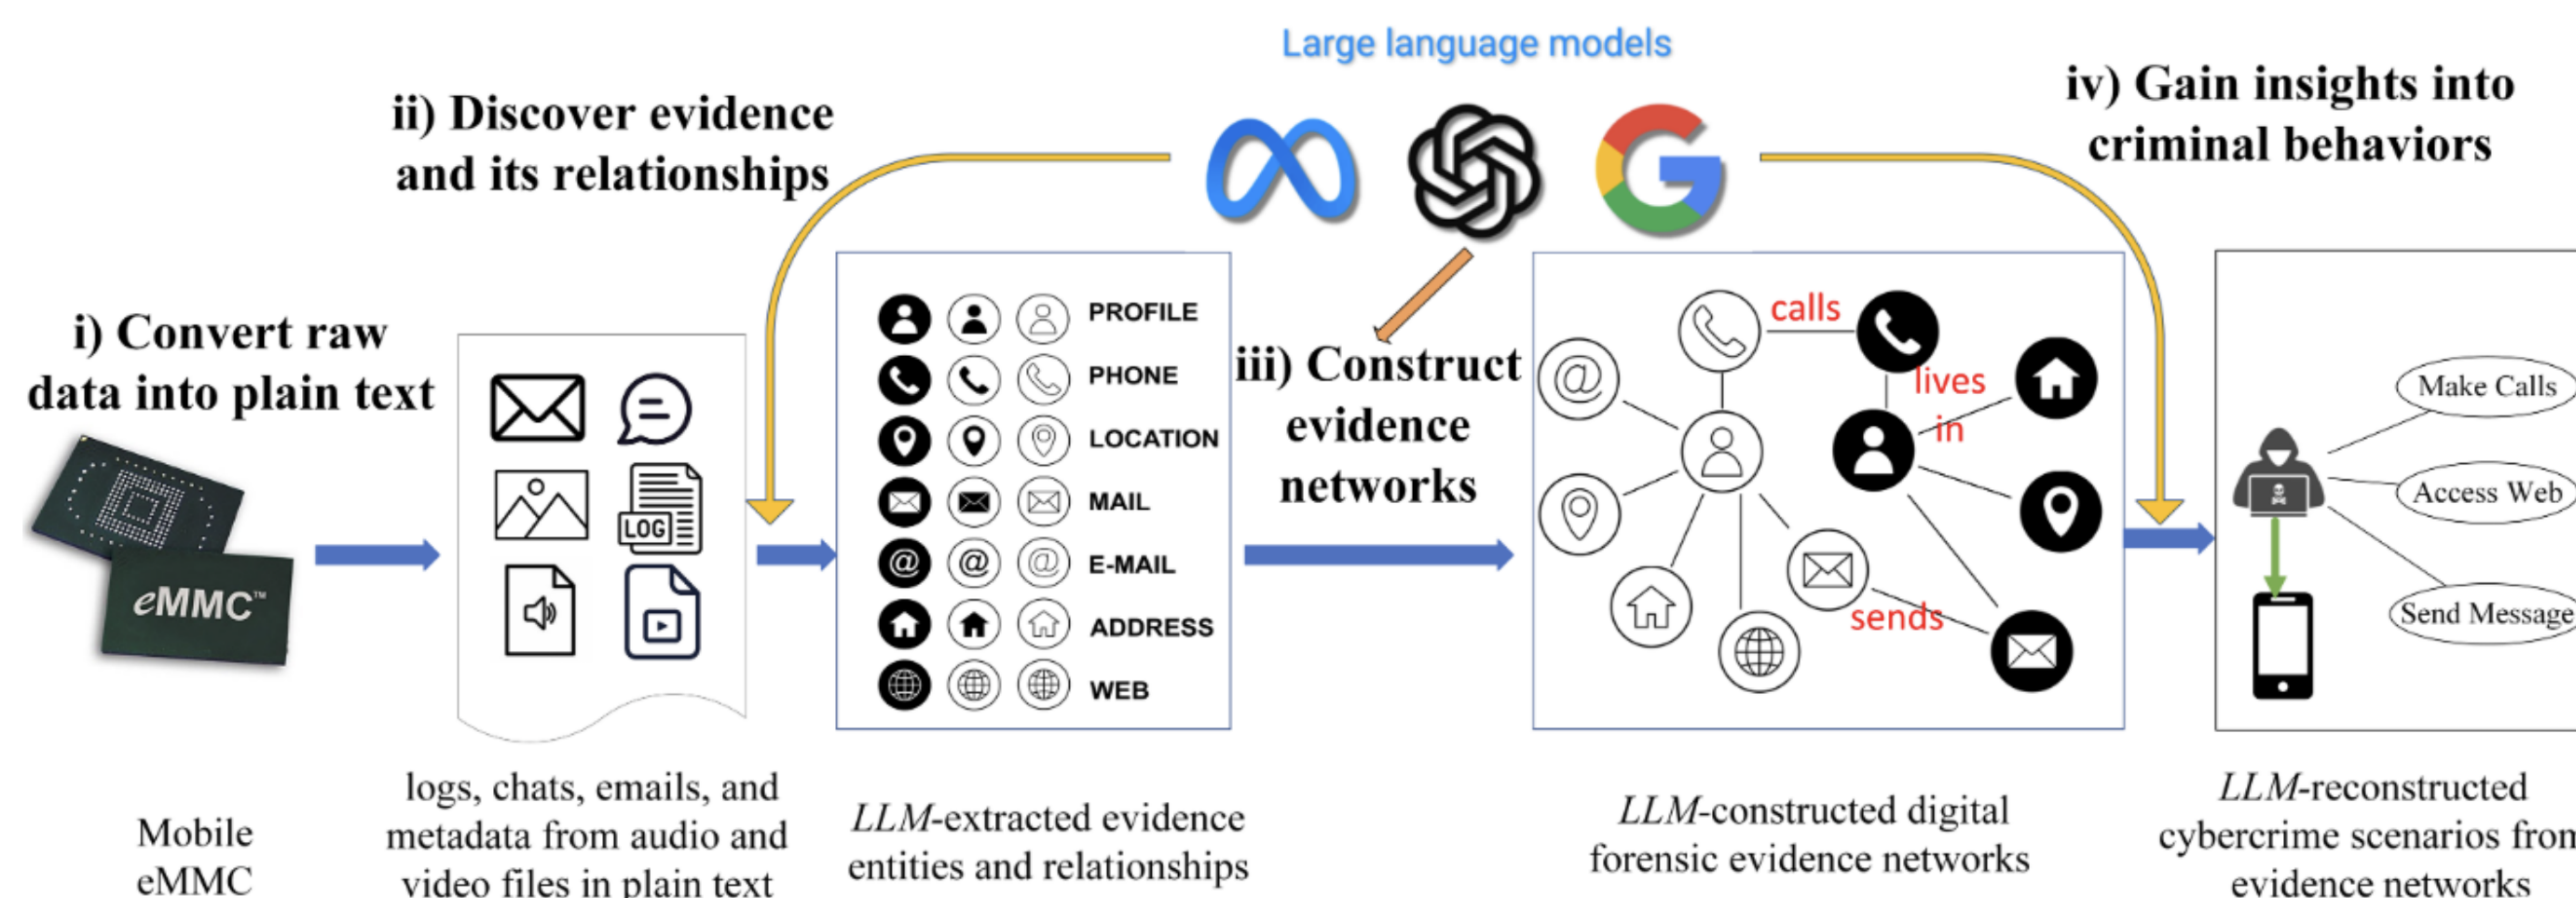 Large language models
i) Convert raw
data into plain text
ii) Discover evidence
and its relationships
iii) Construct
evidence
networks
iv) Gain insights into
criminal behaviors
eMMC™
LOG
PROFILE
PHONE
LOCATION
MAIL
@ @ @ E-MAIL
ADDRESS
WEB
calls
@
lives
in
sends
Make Calls
Access Web
Send Message
Mobile
eMMC
logs, chats, emails, and
metadata from audio and
video files in plain text
LLM-extracted evidence
entities and relationships
LLM-constructed digital
forensic evidence networks
LLM-reconstructed
cybercrime scenarios from
evidence networks